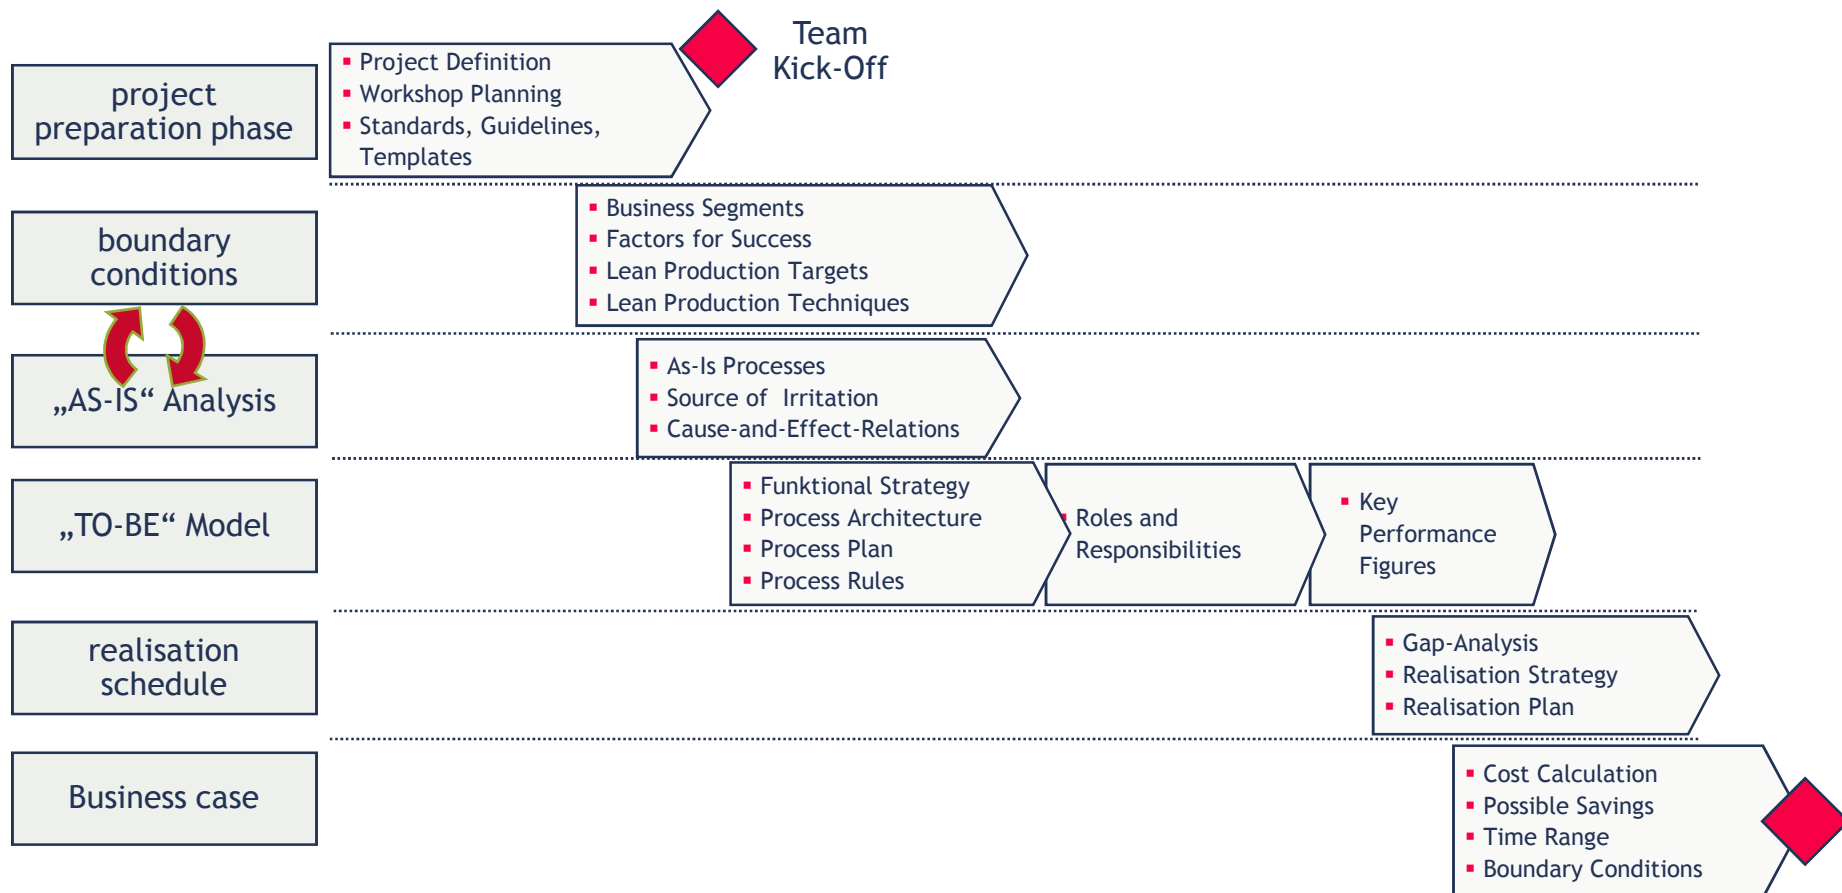 Team
Kick-Off
project
preparation phase
▪ Project Definition
▪ Workshop Planning
▪ Standards, Guidelines,
Templates
boundary
conditions
▪ Business Segments
▪ Factors for Success
▪ Lean Production Targets
▪ Lean Production Techniques
„AS-IS“ Analysis
▪ As-Is Processes
▪ Source of  Irritation
▪ Cause-and-Effect-Relations
„TO-BE“ Model
▪ Funktional Strategy
▪ Process Architecture
▪ Process Plan
▪ Process Rules
▪ Roles and
Responsibilities
▪ Key
Performance
Figures
realisation
schedule
▪ Gap-Analysis
▪ Realisation Strategy
▪ Realisation Plan
Business case
▪ Cost Calculation
▪ Possible Savings
▪ Time Range
▪ Boundary Conditions